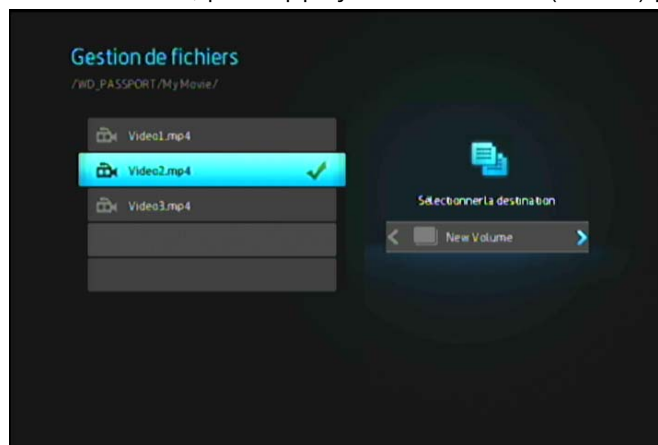 Gestion de fichiers
/WD_PASSPORT/MyMovie/
Video1.mp4
Video2.mp4
Video3.mp4
Sélectionner la destination
New Volume